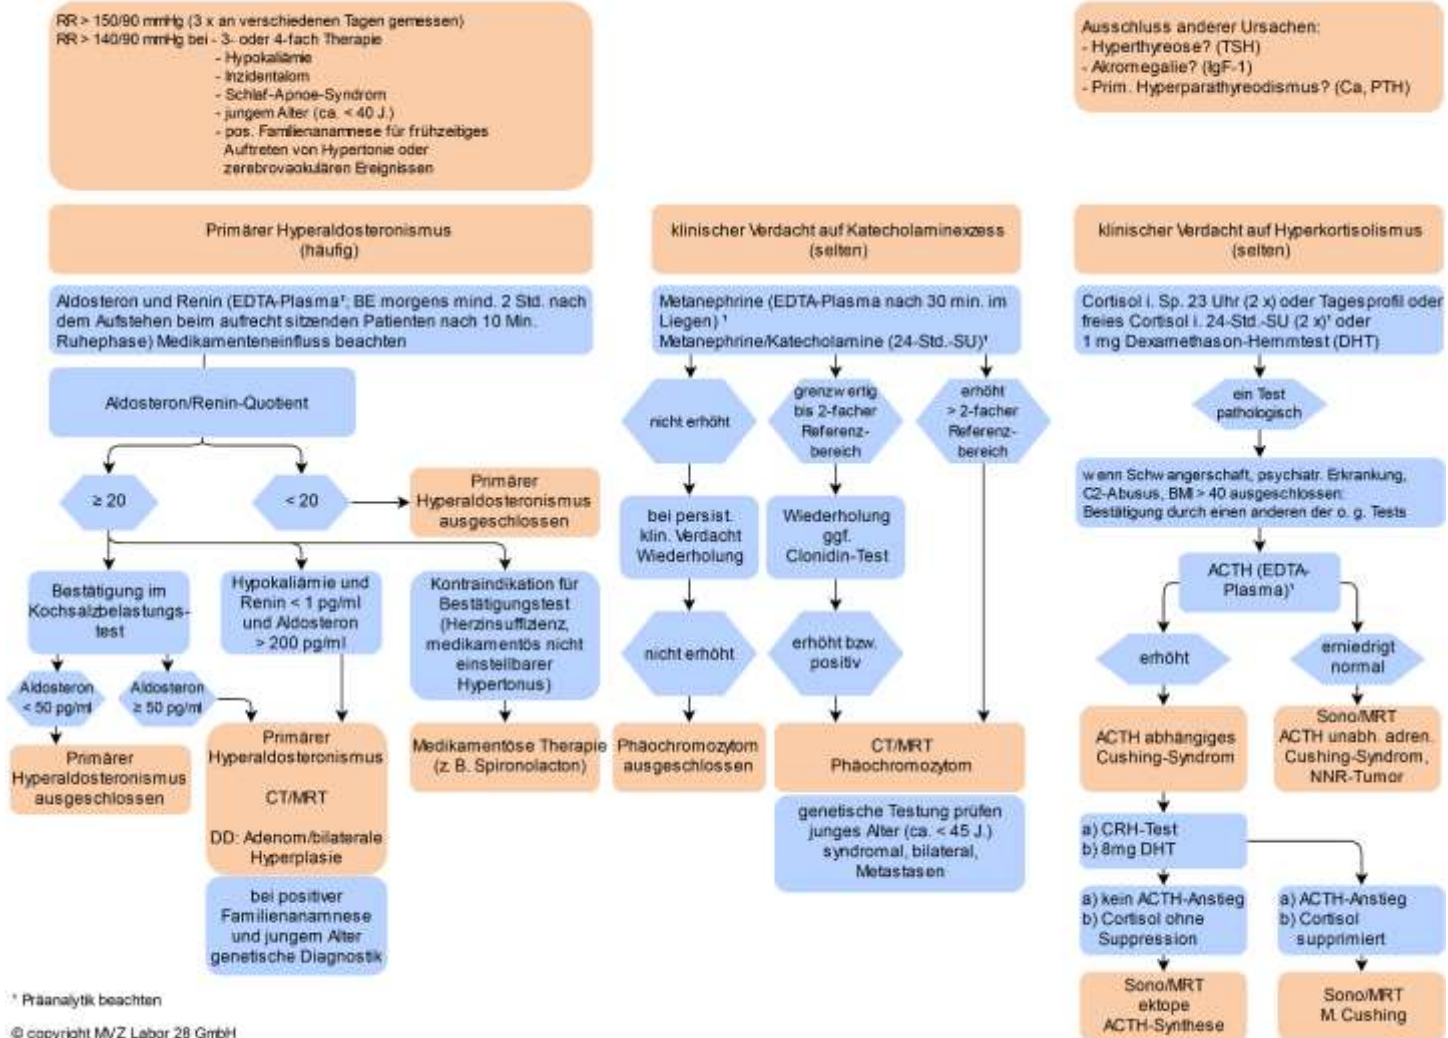 RR > 150/90 mmHg (3 x an verschiedenen Tagen gemessen)
RR > 140/90 mmHg bei - 3- oder 4-fach Therapie
- Hypokaliämie
- Inzidentalom
- Schlaf-Apnoe-Syndrom
- jungem Alter (ca. < 40 J.)
- pos. Familienanamnese für frühzeitiges
Auftreten von Hypertonie oder
zerebrovaokulären Ereignissen
Ausschluss anderer Ursachen:
- Hyperthyreose? (TSH)
- Akromegalie? (IgF-1)
- Prim. Hyperparathyreodismus? (Ca, PTH)
Primärer Hyperaldosteronismus
(häufig)
Aldosteron und Renin (EDTA-Plasma¹; BE morgens mind. 2 Std. nach
dem Aufstehen beim aufrecht sitzenden Patienten nach 10 Min.
Ruhephase) Medikamenteneinfluss beachten
Aldosteron/Renin-Quotient
≥ 20
< 20
Primärer
Hyperaldosteronismus
ausgeschlossen
Bestätigung im
Kochsalzbelastungs-
test
Hypokaliämie und
Renin < 1 pg/ml
und Aldosteron
> 200 pg/ml
Kontraindikation für
Bestätigungstest
(Herzinsuffizienz,
medikamentös nicht
einstellbarer
Hypertonus)
Aldosteron
< 50 pg/ml
Aldosteron
≥ 50 pg/ml
Primärer
Hyperaldosteronismus
ausgeschlossen
Primärer
Hyperaldosteronismus
CT/MRT
DD: Adenom/bilaterale
Hyperplasie
bei positiver
Familienanamnese
und jungem Alter
genetische Diagnostik
Medikamentöse Therapie
(z. B. Spironolacton)
klinischer Verdacht auf Katecholaminexzess
(selten)
Metanephrine (EDTA-Plasma nach 30 min. im
Liegen) ¹
Metanephrine/Katecholamine (24-Std.-SU)¹
nicht erhöht
grenzwertig
bis 2-facher
Referenz-
bereich
erhöht
> 2-facher
Referenz-
bereich
bei persist.
klin. Verdacht
Wiederholung
Wiederholung
ggf.
Clonidin-Test
nicht erhöht
erhöht bzw.
positiv
Phäochromozytom
ausgeschlossen
CT/MRT
Phäochromozytom
genetische Testung prüfen
junges Alter (ca. < 45 J.)
syndromal, bilateral,
Metastasen
klinischer Verdacht auf Hyperkortisolismus
(selten)
Cortisol i. Sp. 23 Uhr (2 x) oder Tagesprofil oder
freies Cortisol i. 24-Std.-SU (2 x)¹ oder
1 mg Dexamethason-Hemmtest (DHT)
ein Test
pathologisch
wenn Schwangerschaft, psychiatr. Erkrankung,
C2-Abusus, BMI > 40 ausgeschlossen:
Bestätigung durch einen anderen der o. g. Tests
ACTH (EDTA-
Plasma)¹
erhöht
erniedrigt
normal
ACTH abhängiges
Cushing-Syndrom
Sono/MRT
ACTH unabh. adren.
Cushing-Syndrom,
NNR-Tumor
a) CRH-Test
b) 8mg DHT
a) kein ACTH-Anstieg
b) Cortisol ohne
Suppression
a) ACTH-Anstieg
b) Cortisol
supprimiert
Sono/MRT
ektope
ACTH-Synthese
Sono/MRT
M. Cushing
¹ Präanalytik beachten
© copyright MVZ Labor 28 GmbH